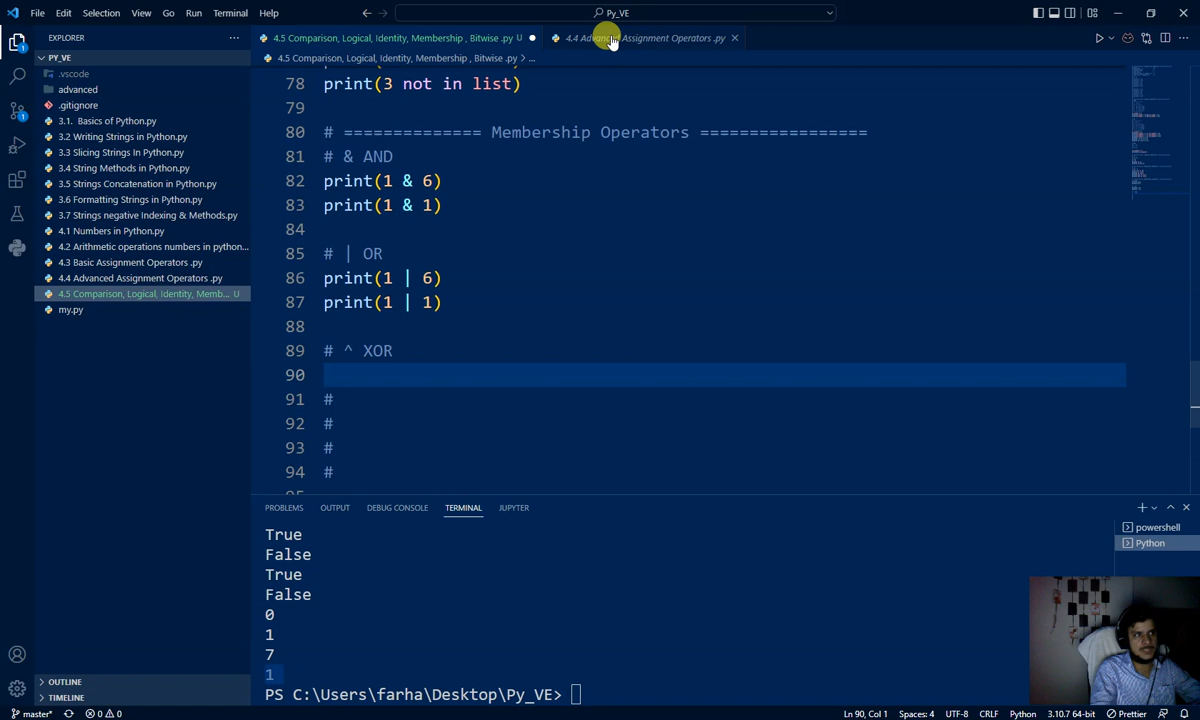 File Edit Selection View Go Run Terminal Help
Py_VE
EXPLORER
4.5 Comparison, Logical, Identity, Membership , Bitwise .py U
4.4 Assignment Operators .py
PY_VE
4.5 Comparison, Logical, Identity, Membership , Bitwise .py > ...
.vscode
advanced
.gitignore
3.1. Basics of Python.py
3.2 Writing Strings in Python.py
3.3 Slicing Strings In Python.py
3.4 String Methods in Python.py
3.5 Strings Concatenation in Python.py
3.6 Formatting Strings in Python.py
3.7 Strings negative Indexing & Methods.py
4.1 Numbers in Python.py
4.2 Arithmetic operations numbers in python...
4.3 Basic Assignment Operators .py
4.4 Advanced Assignment Operators .py
4.5 Comparison, Logical, Identity, Memb... U
my.py
78 print(3 not in list)
79
80 # ============== Membership Operators =================
81 # & AND
82 print(1 & 6)
83 print(1 & 1)
84
85 # | OR
86 print(1 | 6)
87 print(1 | 1)
88
89 # ^ XOR
90
91 #
92 #
93 #
94 #
PROBLEMS OUTPUT DEBUG CONSOLE TERMINAL JUPYTER
powershell
Python
True
False
True
False
0
1
7
1
PS C:\Users\farha\Desktop\Py_VE>
OUTLINE
TIMELINE
master* 0 0 Ln 90, Col 1 Spaces: 4 UTF-8 CRLF Python 3.10.7 64-bit Prettier